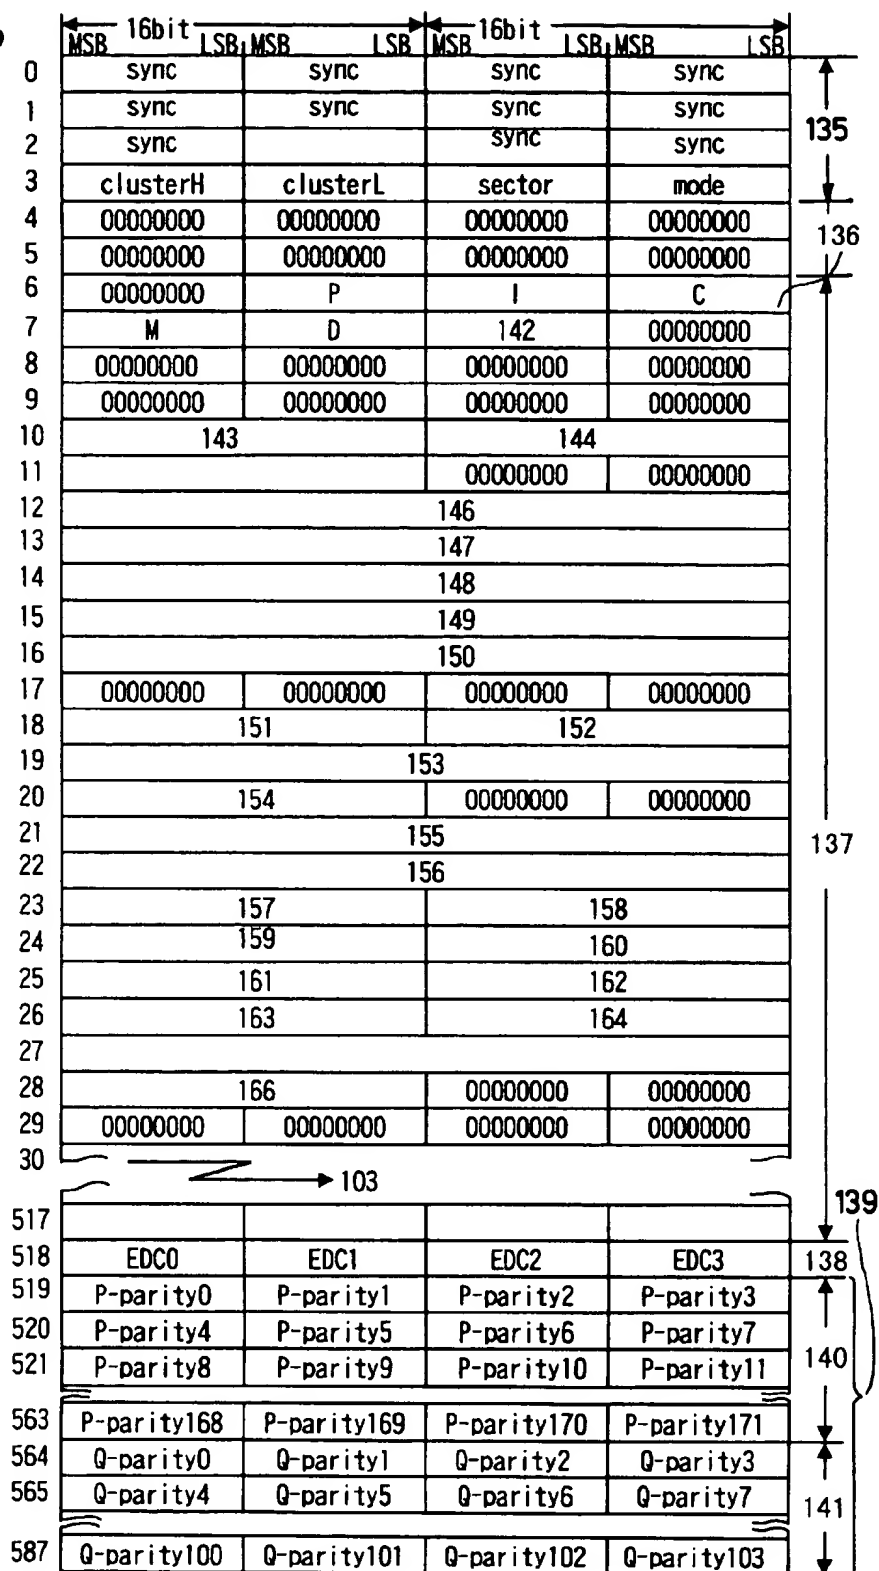 16bit 16bit
MSB LSB MSB LSB MSB LSB MSB LSB
0 sync sync sync sync
1 sync sync sync sync
2 sync sync sync
135
3 clusterH clusterL sector mode
4 00000000 00000000 00000000 00000000
136
5 00000000 00000000 00000000 00000000
6 00000000 P I C
7 M D 142 00000000
8 00000000 00000000 00000000 00000000
9 00000000 00000000 00000000 00000000
10 143 144
11 00000000 00000000
12 146
13 147
14 148
15 149
16 150
17 00000000 00000000 00000000 00000000
18 151 152
19 153
20 154 00000000 00000000
21 155
137
22 156
23 157 158
24 159 160
25 161 162
26 163 164
27
28 166 00000000 00000000
29 00000000 00000000 00000000 00000000
30
103
139
517
518 EDC0 EDC1 EDC2 EDC3 138
519 P-parity0 P-parity1 P-parity2 P-parity3
520 P-parity4 P-parity5 P-parity6 P-parity7
521 P-parity8 P-parity9 P-parity10 P-parity11 140
563 P-parity168 P-parity169 P-parity170 P-parity171
564 Q-parity0 Q-parity1 Q-parity2 Q-parity3
565 Q-parity4 Q-parity5 Q-parity6 Q-parity7 141
587 Q-parity100 Q-parity101 Q-parity102 Q-parity103